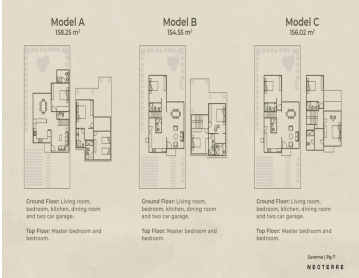 Model A
158.25 m²
Model B
154.55 m²
Model C
156.02 m²
Ground Floor: Living room,
bedroom, kitchen, dining room
and two car garage.
Top Floor: Master bedroom and
bedroom.
Ground Floor: Living room,
bedroom, kitchen, dining room
and two car garage.
Top Floor: Master bedroom and
bedroom.
Ground Floor: Living room,
bedroom, kitchen, dining room
and two car garage.
Top Floor: Master bedroom and
bedroom.
Surenna | Pg-7
NEOTERRE